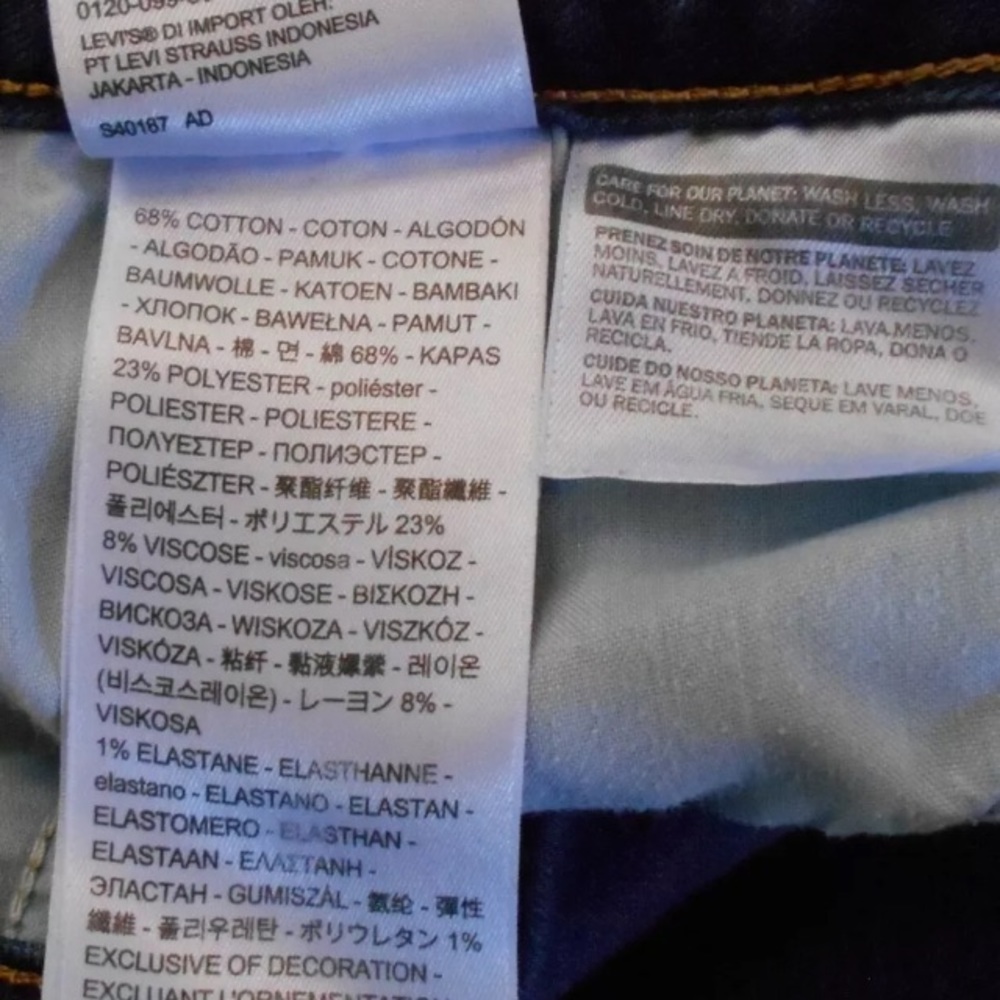 LEVI'S® DI IMPORT OLEH:
PT LEVI STRAUSS INDONESIA
JAKARTA - INDONESIA
S40167 AD
68% COTTON - COTON - ALGODÓN
- ALGODÃO - PAMUK - COTONE -
BAUMWOLLE - KATOEN - BAMBAKI
- ХЛОПОК - BAWEŁNA - PAMUT -
BAVLNA - 棉 - 면 - 綿 68% - KAPAS
23% POLYESTER - poliéster -
POLIESTER - POLIESTERE -
ΠΟΛΥΕΣΤΕΡ - ПОЛИЭСТЕР -
POLIÉSZTER - 聚酯纤维 - 聚酯纖維 -
폴리에스터 - ポリエステル 23%
8% VISCOSE - viscosa - VİSKOZ -
VISCOSA - VISKOSE - ΒΙΣΚΟΖΗ -
ВИСКОЗА - WISKOZA - VISZKÓZ -
VISKÓZA - 粘纤 - 黏液嫘縈 - 레이온
(비스코스레이온) - レーヨン 8% -
VISKOSA
1% ELASTANE - ELASTHANNE -
elastano - ELASTANO - ELASTAN -
ELASTOMERO - ELASTHAN -
ELASTAAN - ΕΛΑΣΤΑΝΗ -
ЭЛАСТАН - GUMISZÁL - 氨纶 - 彈性
纖維 - 폴리우레탄 - ポリウレタン 1%
EXCLUSIVE OF DECORATION -
EXCLUANT L'ORNEMENTATION
CARE FOR OUR PLANET: WASH LESS, WASH
COLD, LINE DRY, DONATE OR RECYCLE
PRENEZ SOIN DE NOTRE PLANÈTE: LAVEZ
MOINS, LAVEZ À FROID, LAISSEZ SÉCHER
NATURELLEMENT, DONNEZ OU RECYCLEZ
CUIDA NUESTRO PLANETA: LAVA MENOS,
LAVA EN FRIO, TIENDE LA ROPA, DONA O
RECICLA.
CUIDE DO NOSSO PLANETA: LAVE MENOS,
LAVE EM ÁGUA FRIA, SEQUE EM VARAL, DOE
OU RECICLE.